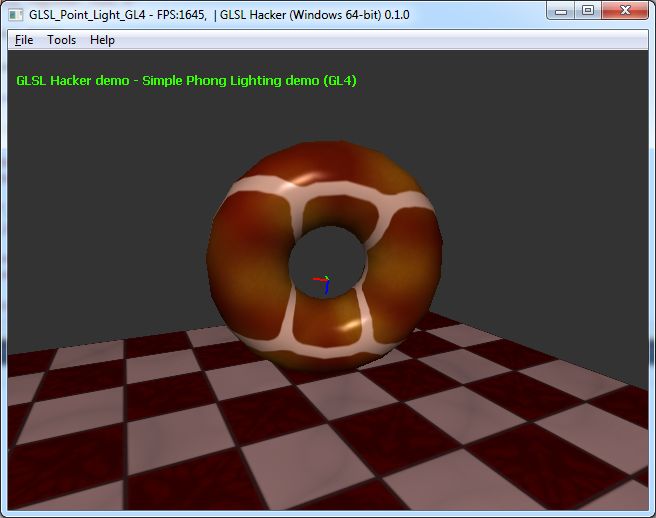 GLSL_Point_Light_GL4 - FPS:1645, | GLSL Hacker (Windows 64-bit) 0.1.0
File Tools Help
GLSL Hacker demo - Simple Phong Lighting demo (GL4)